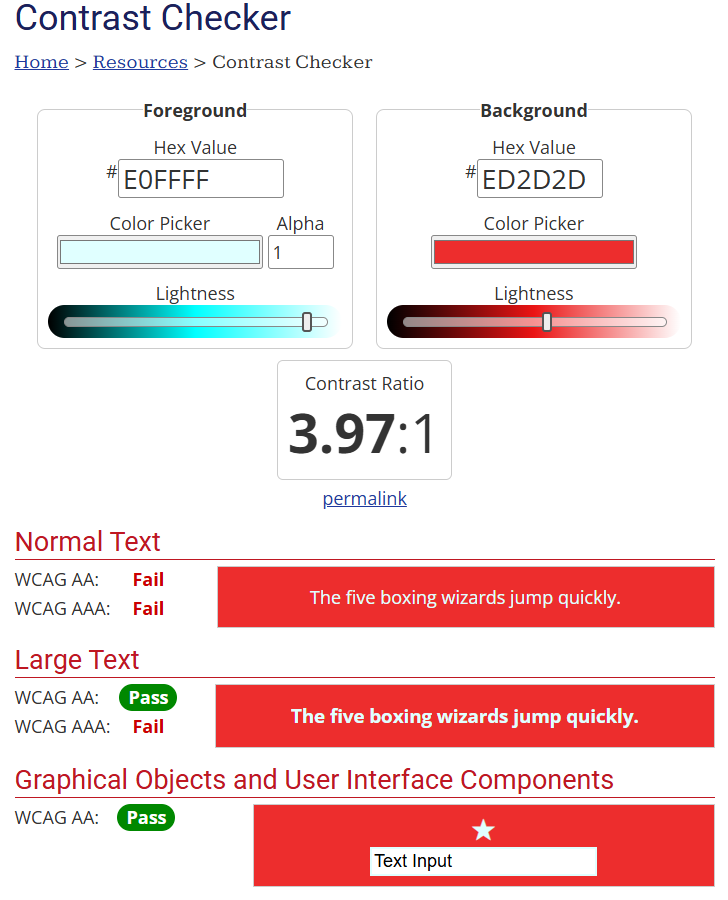 Contrast Checker
Home > Resources > Contrast Checker
Foreground
Hex Value
# E0FFFF
Color Picker Alpha
1
Lightness
Background
Hex Value
# ED2D2D
Color Picker
Lightness
Contrast Ratio
3.97:1
permalink
Normal Text
WCAG AA: Fail
WCAG AAA: Fail
The five boxing wizards jump quickly.
Large Text
WCAG AA: Pass
WCAG AAA: Fail
The five boxing wizards jump quickly.
Graphical Objects and User Interface Components
WCAG AA: Pass
Text Input